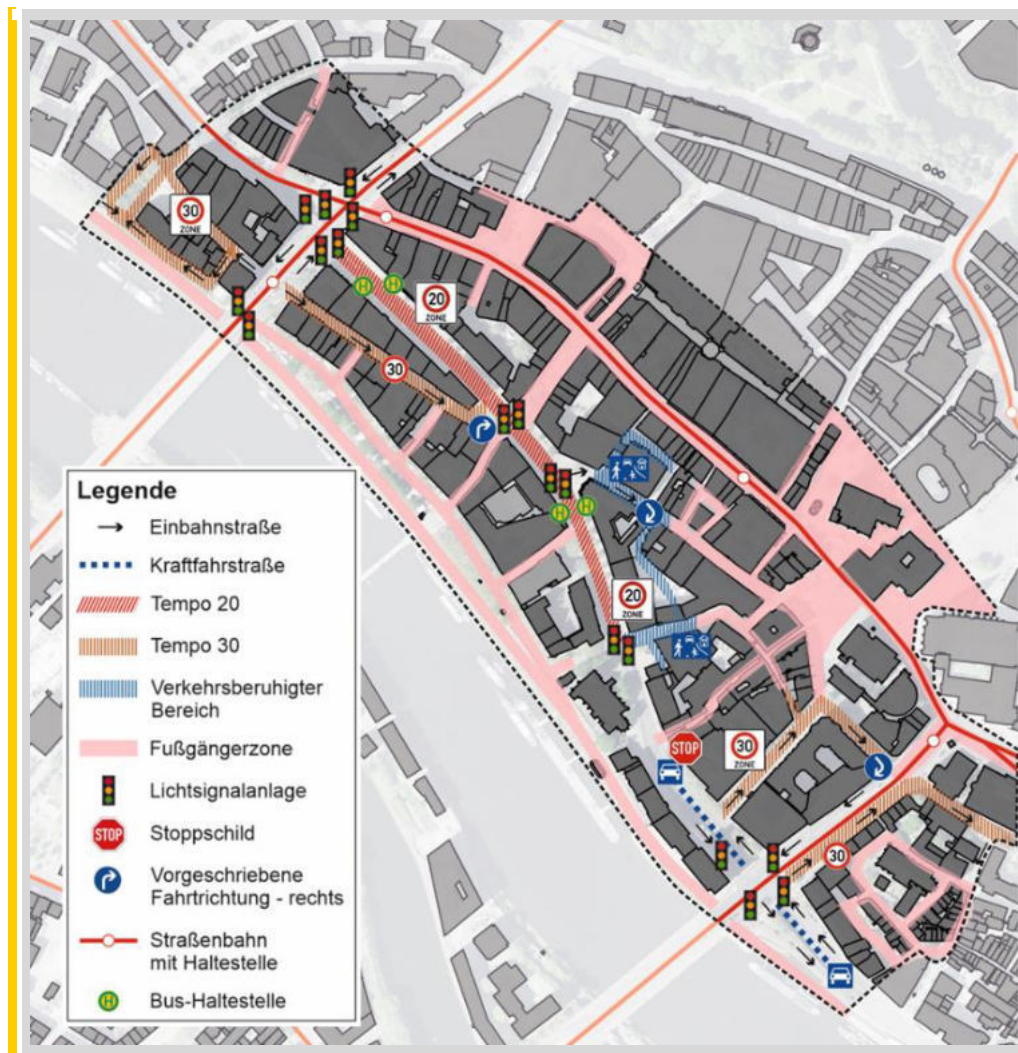 30
ZONE
20
ZONE
30
H
H
H
H
20
ZONE
STOP
30
ZONE
30
Legende
Einbahnstraße
Kraftfahrstraße
Tempo 20
Tempo 30
Verkehrsberuhigter
Bereich
Fußgängerzone
Lichtsignalanlage
STOP
Stoppschild
Vorgeschriebene
Fahrtrichtung - rechts
Straßenbahn
mit Haltestelle
H
Bus-Haltestelle